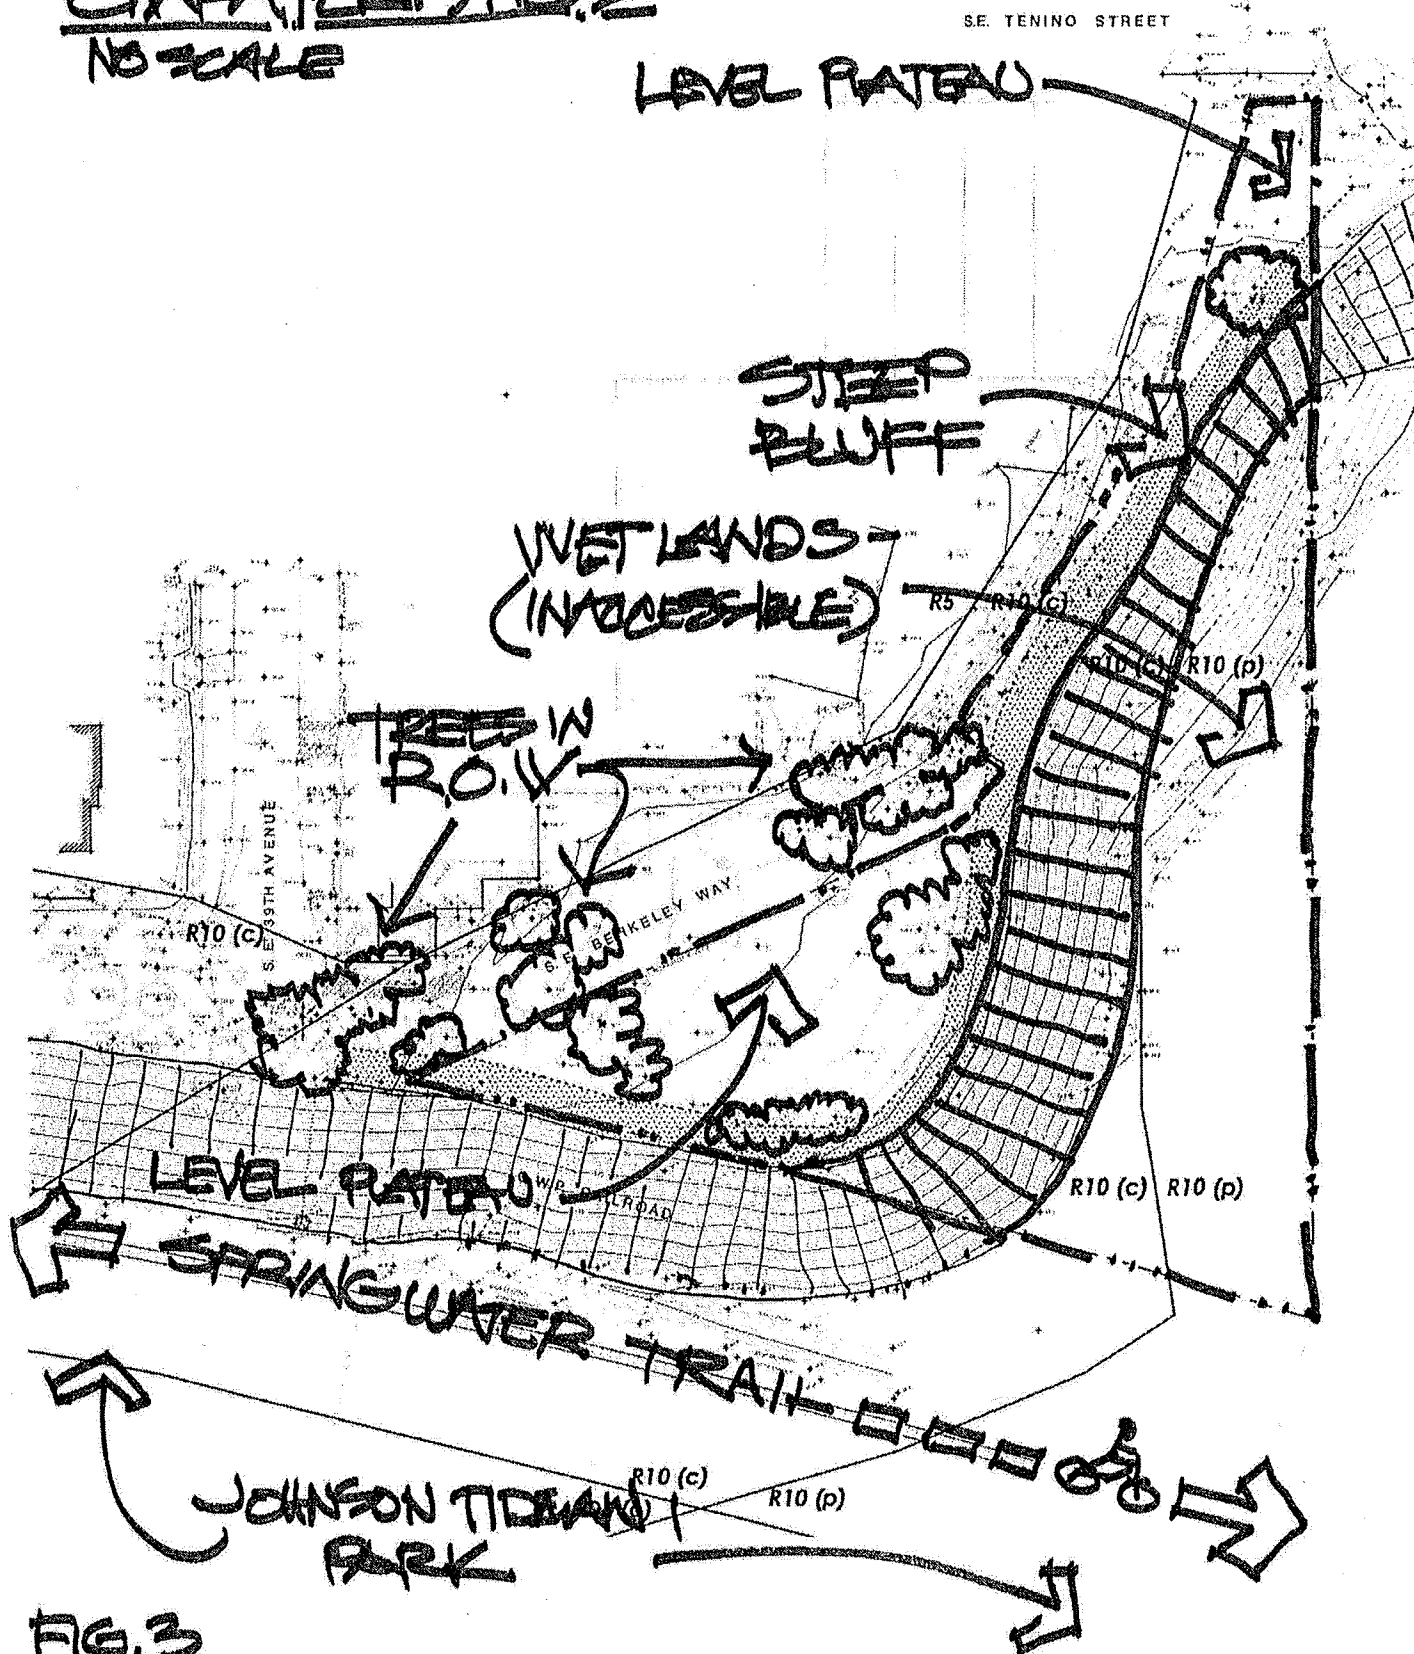 S.E. TENINO STREET
NO SCALE
LEVEL PLATEAU
STEEP
BLUFF
WETLANDS
(INACCESSIBLE)
R5 R10 (c)
R10 (c) R10 (p)
TREES IN
R.O.W
S.E. 39TH AVENUE
S.E. BERKELEY WAY
R10 (c)
LEVEL PLATEAU
RAILROAD
R10 (c) R10 (p)
SPRINGWATER TRAIL
R10 (c)
R10 (p)
JOHNSON
PARK
FIG. 3